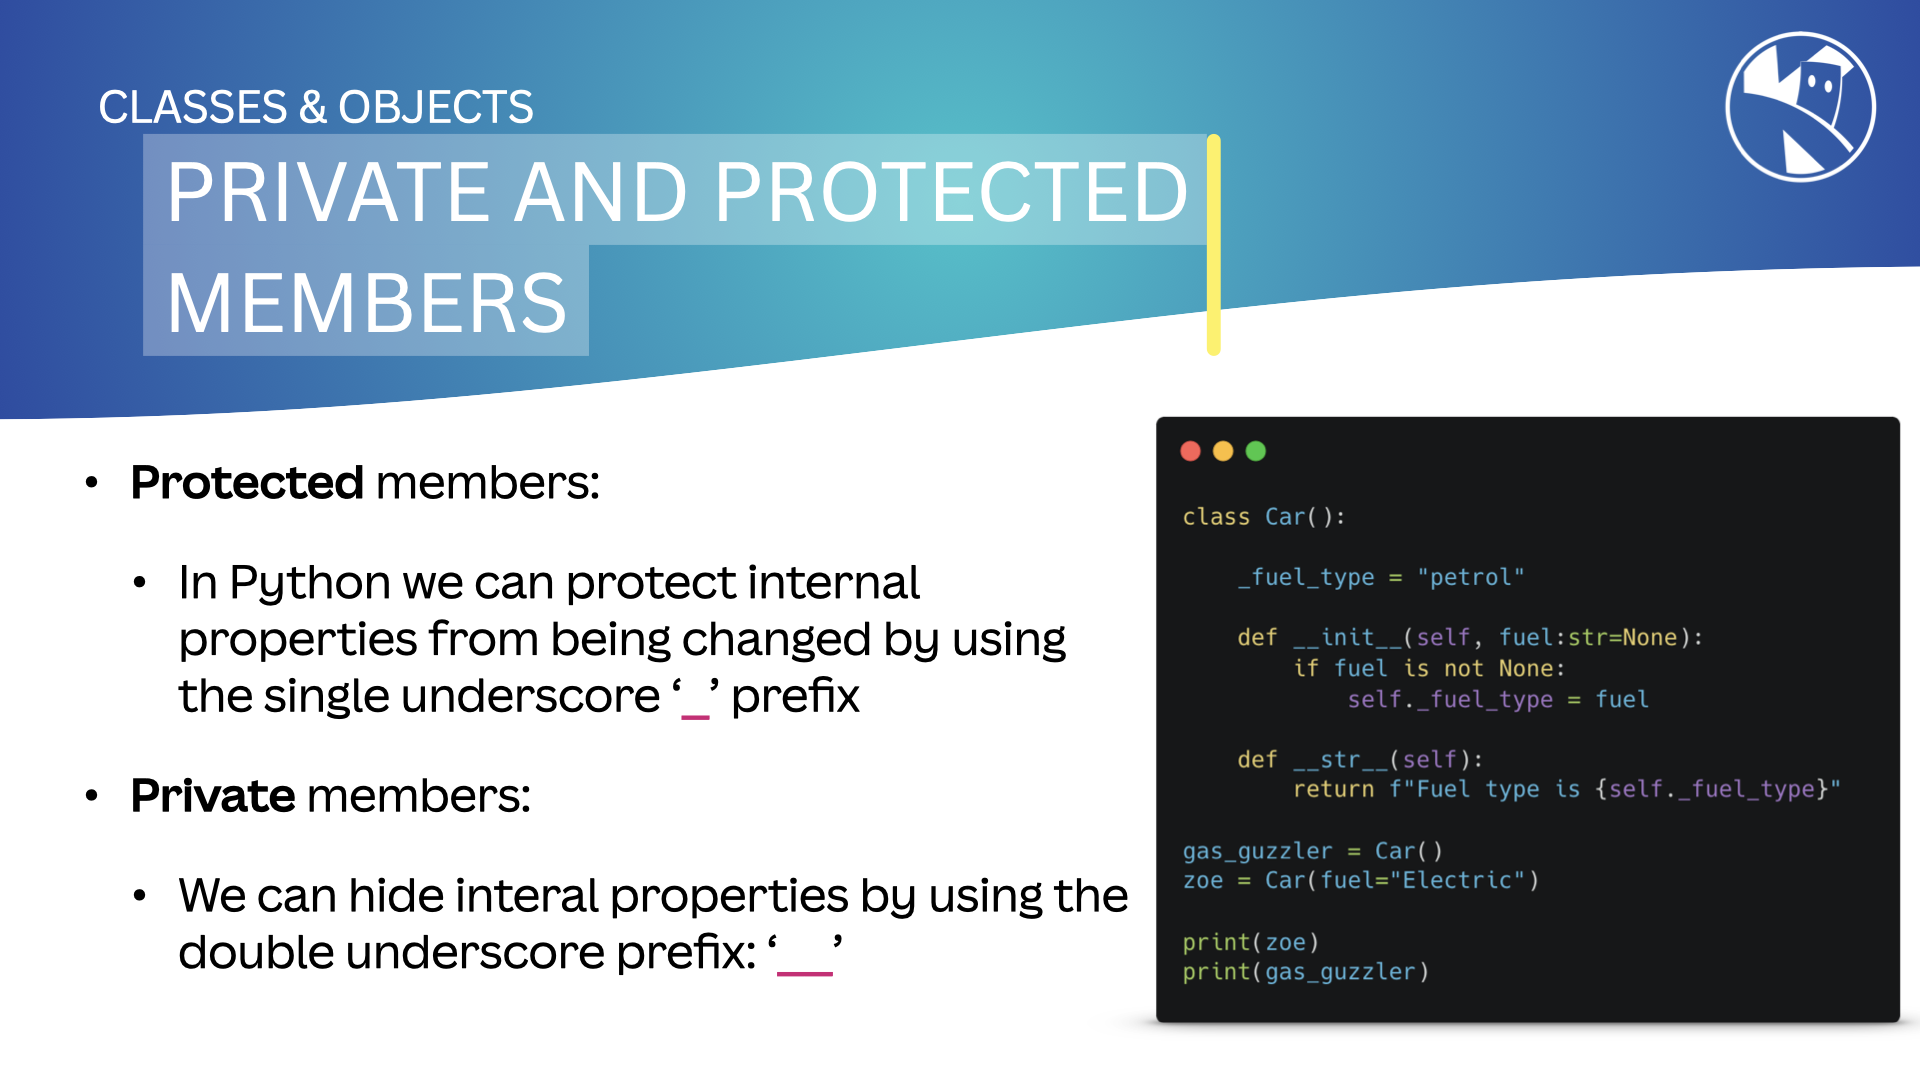 CLASSES & OBJECTS
PRIVATE AND PROTECTED
MEMBERS
• Protected members:
• In Python we can protect internal
properties from being changed by using
the single underscore ‘_’ prefix
• Private members:
• We can hide interal properties by using the
double underscore prefix: ‘__’
class Car():
    _fuel_type = "petrol"
    def __init__(self, fuel:str=None):
        if fuel is not None:
            self._fuel_type = fuel
    def __str__(self):
        return f"Fuel type is {self._fuel_type}"
gas_guzzler = Car()
zoe = Car(fuel="Electric")
print(zoe)
print(gas_guzzler)